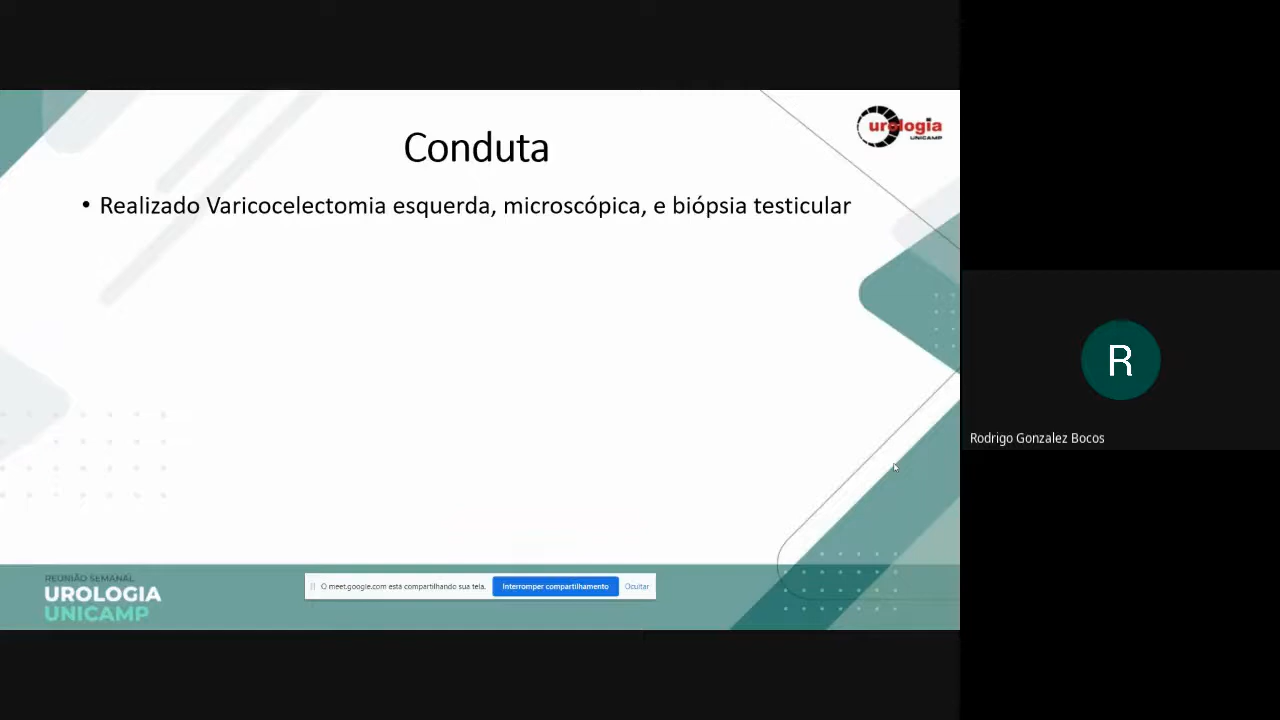 urologia
UNICAMP
Conduta
• Realizado Varicocelectomia esquerda, microscópica, e biópsia testicular
R
Rodrigo Gonzalez Bocos
REUNIÃO SEMANAL
UROLOGIA
UNICAMP
O meet.google.com está compartilhando sua tela.
Interromper compartilhamento
Ocultar